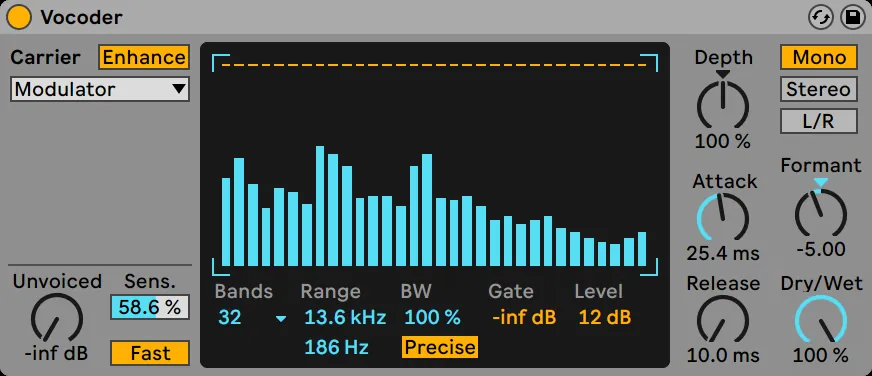 Vocoder
Carrier Enhance
Modulator
Unvoiced Sens.
58.6 %
-inf dB Fast
Bands Range BW Gate Level
32 13.6 kHz 100 % -inf dB 12 dB
186 Hz Precise
Depth
100 %
Mono
Stereo
L/R
Attack
25.4 ms
Formant
-5.00
Release
10.0 ms
Dry/Wet
100 %